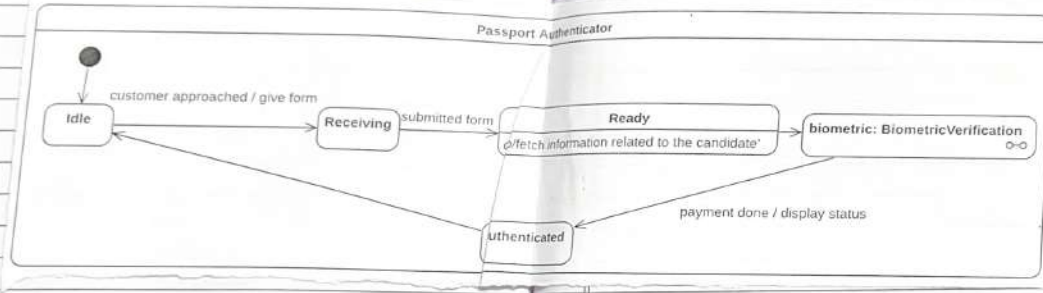 Passport Authenticator
customer approached / give form
Idle
Receiving
submitted form
Ready
/fetch information related to the candidate'
biometric: BiometricVerification
payment done / display status
uthenticated